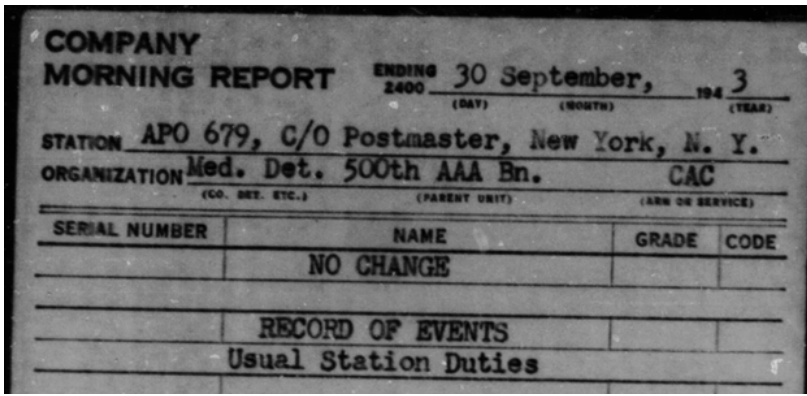 COMPANY
MORNING REPORT ENDING 2400 30 September, 194 3
(DAY) (MONTH) (YEAR)
STATION APO 679, C/O Postmaster, New York, N. Y.
ORGANIZATION Med. Det. 500th AAA Bn. CAC
(CO. DET. ETC.) (PARENT UNIT) (ARM OR SERVICE)
SERIAL NUMBER NAME GRADE CODE
NO CHANGE
RECORD OF EVENTS
Usual Station Duties